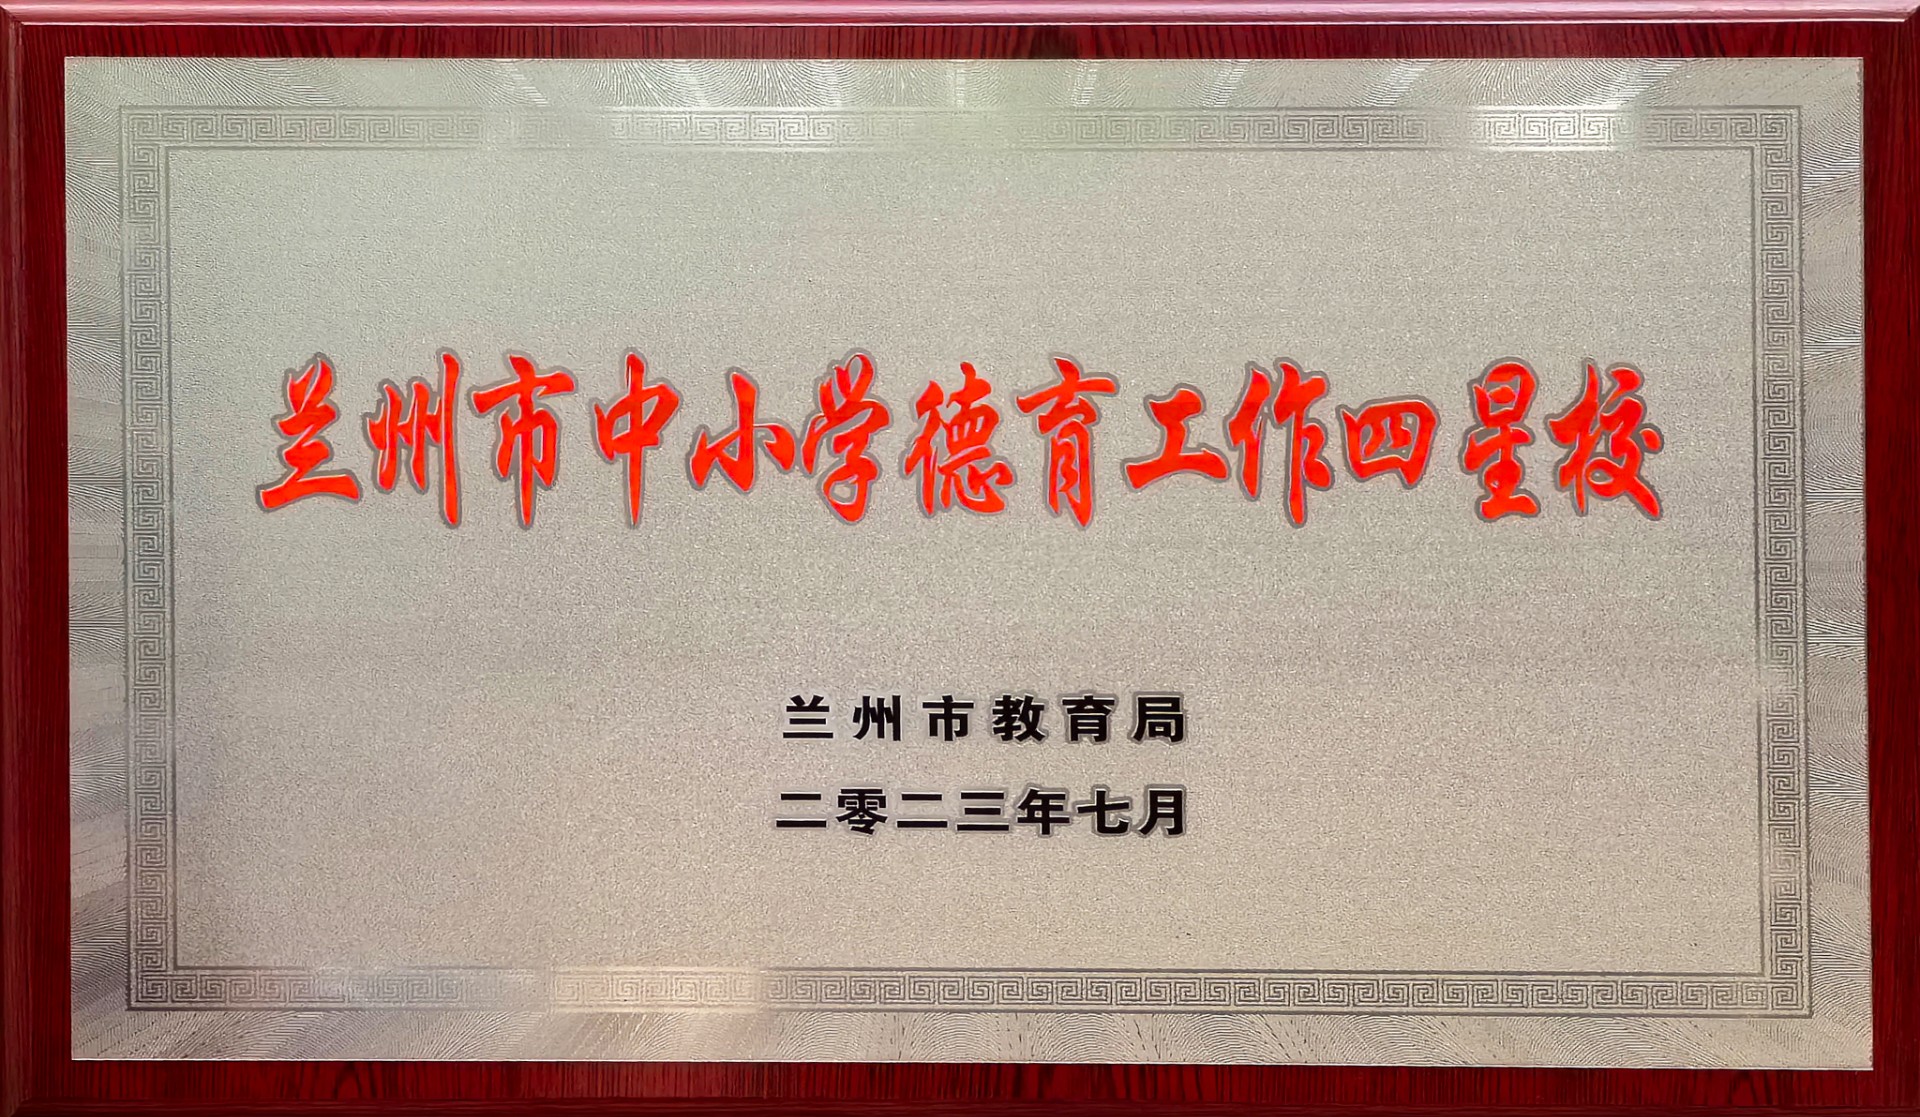 兰州市中小学德育工作四星校
兰州市教育局
二零二三年七月